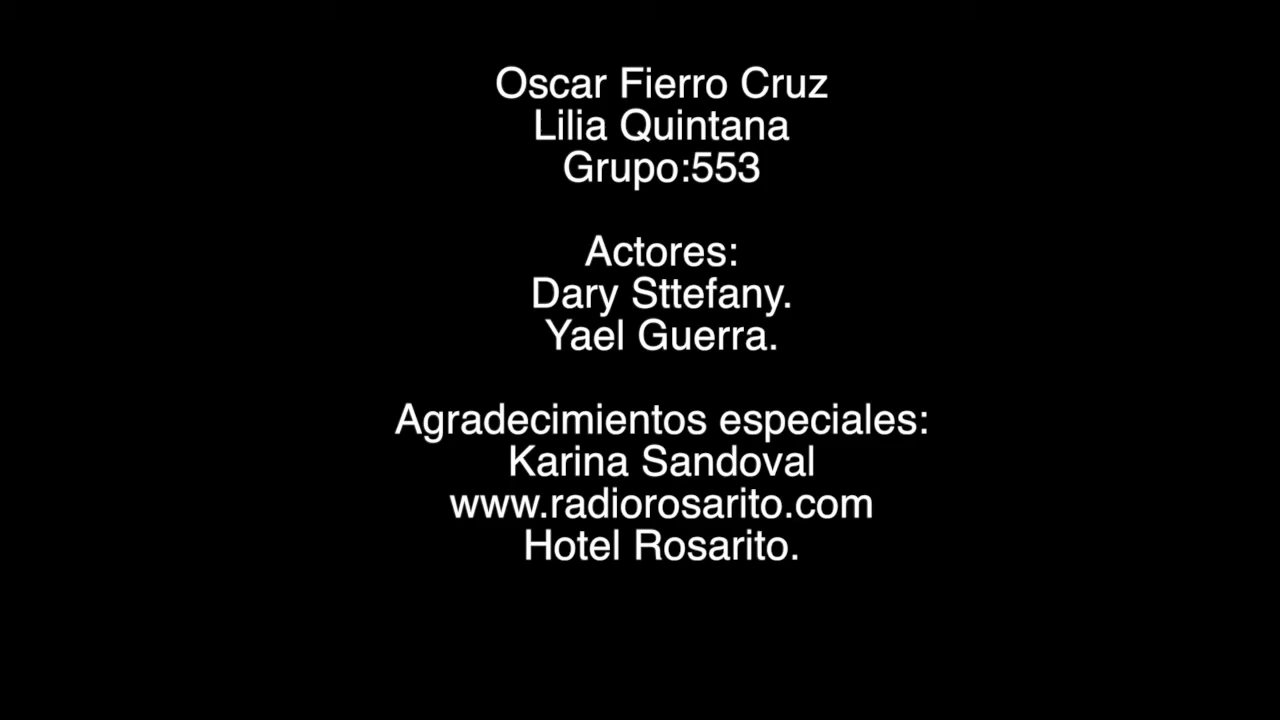 Oscar Fierro Cruz
Lilia Quintana
Grupo:553
Actores:
Dary Sttefany.
Yael Guerra.
Agradecimientos especiales:
Karina Sandoval
www.radiorosarito.com
Hotel Rosarito.